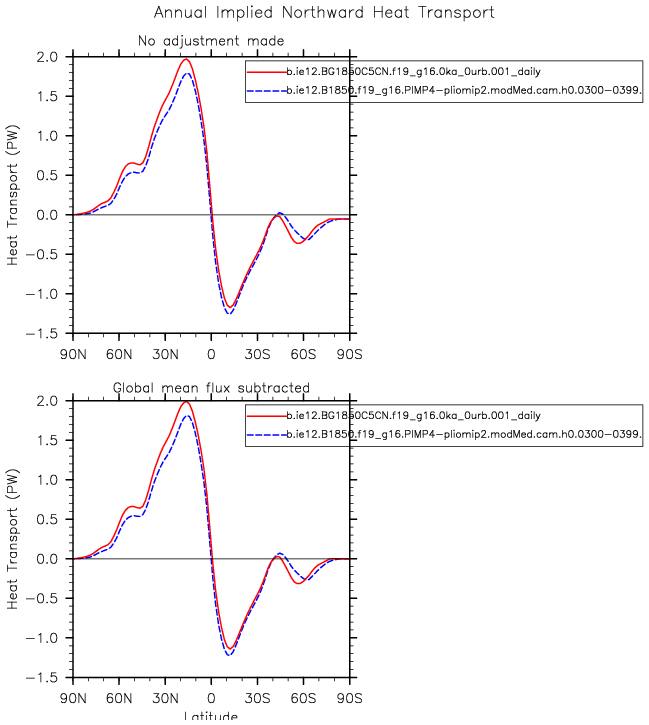 Annual Implied Northward Heat Transport
No adjustment made
b.ie12.BG1850C5CN.f19_g16.0ka_0urb.001_daily
b.ie12.B1850.f19_g16.PIMP4-pliomip2.modMed.cam.h0.0300-0399.
Heat Transport (PW)
2.0
1.5
1.0
0.5
0.0
-0.5
-1.0
-1.5
90N 60N 30N 0 30S 60S 90S
Global mean flux subtracted
b.ie12.BG1850C5CN.f19_g16.0ka_0urb.001_daily
b.ie12.B1850.f19_g16.PIMP4-pliomip2.modMed.cam.h0.0300-0399.
Heat Transport (PW)
2.0
1.5
1.0
0.5
0.0
-0.5
-1.0
-1.5
90N 60N 30N 0 30S 60S 90S
Latitude